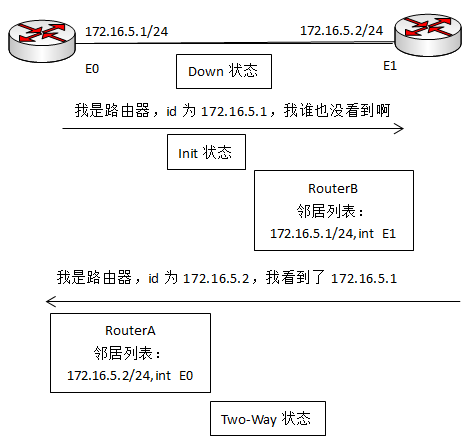 172.16.5.1/24
172.16.5.2/24
E0
E1
Down 状态
我是路由器，id 为 172.16.5.1，我谁也没看到啊
Init 状态
RouterB
邻居列表：
172.16.5.1/24,int E1
我是路由器，id 为 172.16.5.2，我看到了 172.16.5.1
RouterA
邻居列表：
172.16.5.2/24,int E0
Two-Way 状态